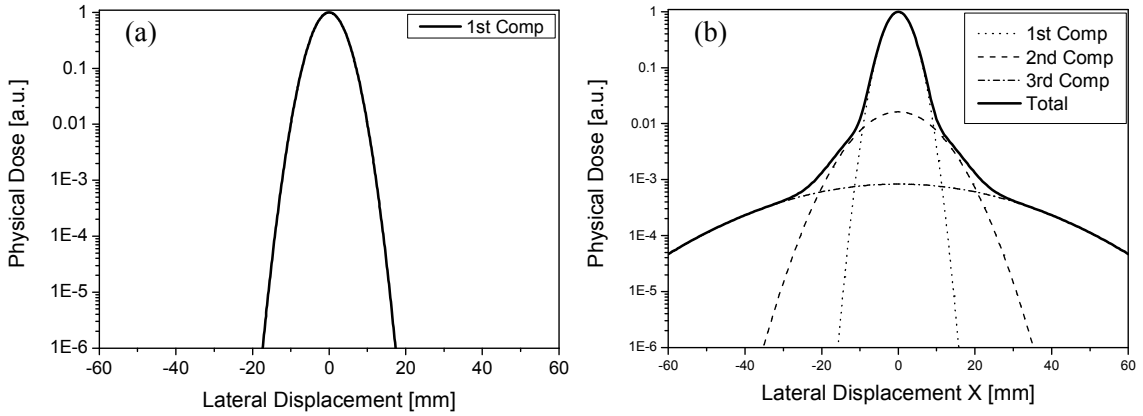 (a)
1st Comp
Physical Dose [a.u.]
1
0.1
0.01
1E-3
1E-4
1E-5
1E-6
-60 -40 -20 0 20 40 60
Lateral Displacement [mm]
(b)
1st Comp
2nd Comp
3rd Comp
Total
Physical Dose [a.u.]
1
0.1
0.01
1E-3
1E-4
1E-5
1E-6
-60 -40 -20 0 20 40 60
Lateral Displacement X [mm]